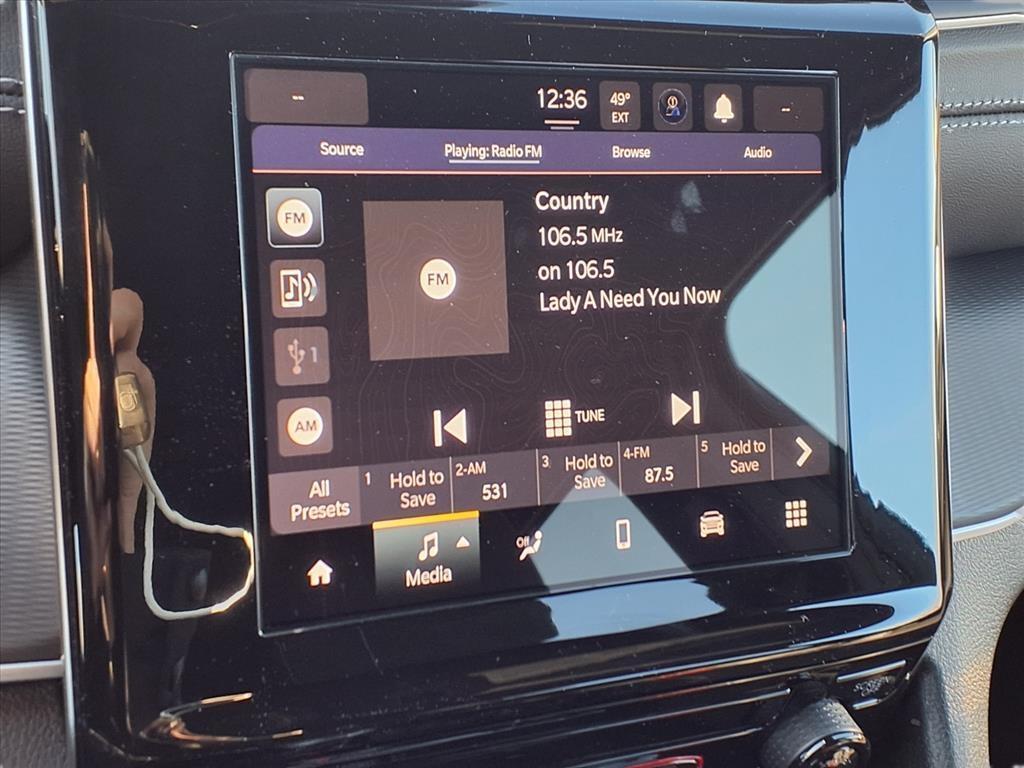 --
12:36
49°
EXT
--
Source
Playing: Radio FM
Browse
Audio
FM
FM
Country
106.5 MHz
on 106.5
Lady A Need You Now
1
AM
TUNE
All
Presets
1 Hold to
Save
2-AM
531
3 Hold to
Save
4-FM
87.5
5 Hold to
Save
Off
Media